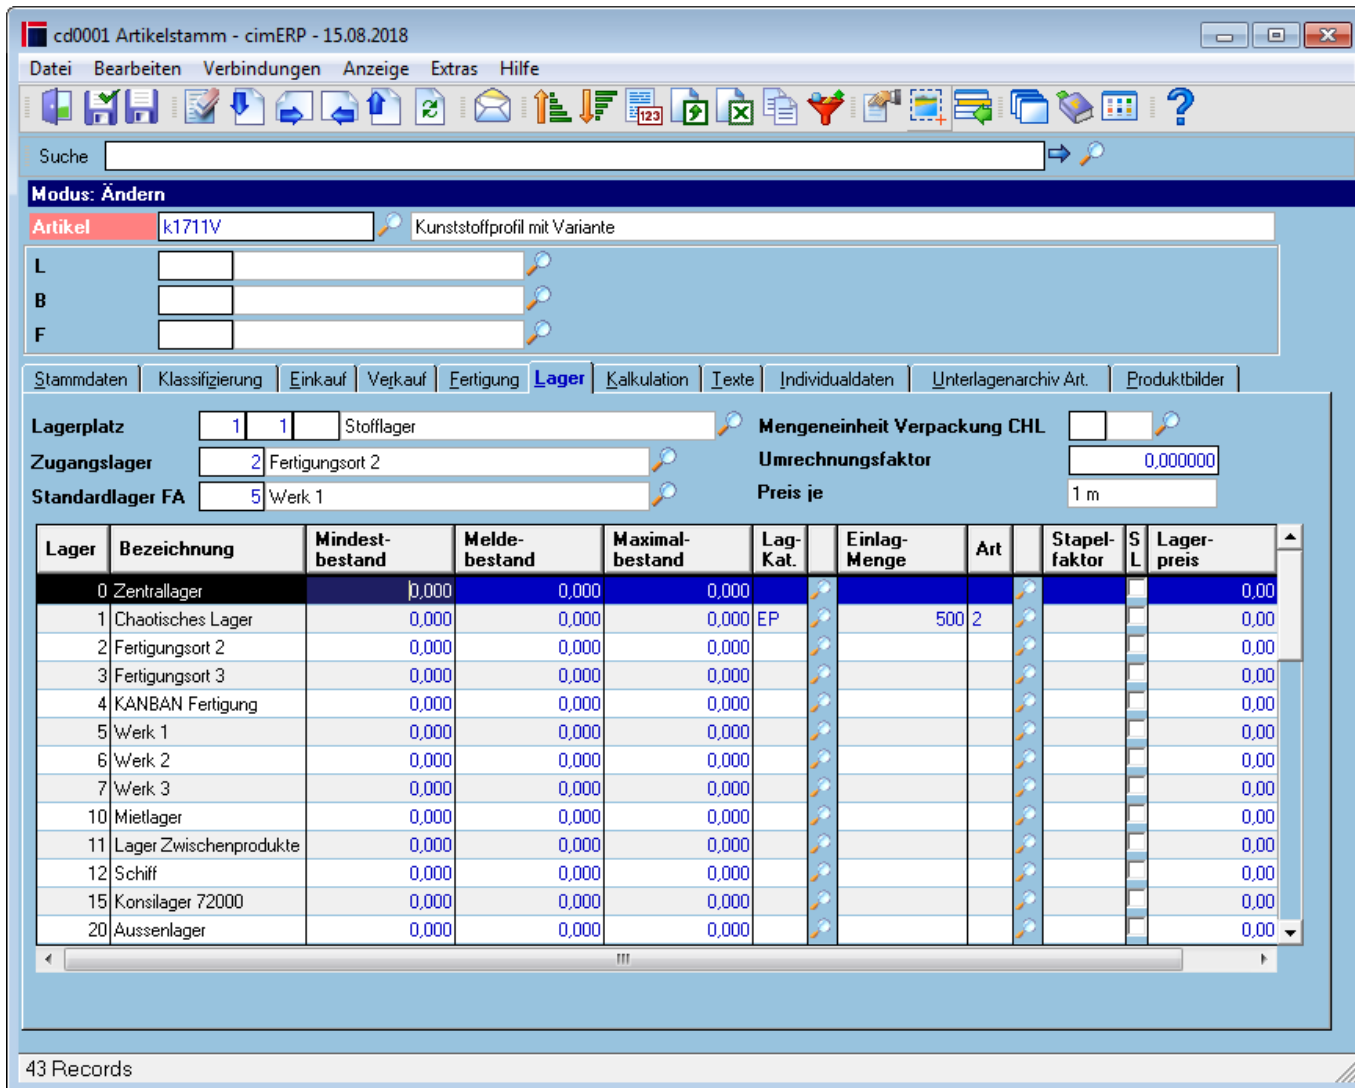 cd0001 Artikelstamm - cimERP - 15.08.2018
Datei Bearbeiten Verbindungen Anzeige Extras Hilfe
123
Suche
Modus: Ändern
Artikel k1711V Kunststoffprofil mit Variante
L
B
F
Stammdaten Klassifizierung Einkauf Verkauf Fertigung Lager Kalkulation Texte Individualdaten Unterlagenarchiv Art. Produktbilder
Lagerplatz 1 1 Stofflager Mengeneinheit Verpackung CHL
Zugangslager 2 Fertigungsort 2 Umrechnungsfaktor 0,000000
Standardlager FA 5 Werk 1 Preis je 1 m
Lager Bezeichnung Mindest- Melde- Maximal- Lag- Einlag- Art Stapel- S Lager-
bestand bestand bestand Kat. Menge faktor L preis
0 Zentrallager 0,000 0,000 0,000 0,00
1 Chaotisches Lager 0,000 0,000 0,000 EP 500 2 0,00
2 Fertigungsort 2 0,000 0,000 0,000 0,00
3 Fertigungsort 3 0,000 0,000 0,000 0,00
4 KANBAN Fertigung 0,000 0,000 0,000 0,00
5 Werk 1 0,000 0,000 0,000 0,00
6 Werk 2 0,000 0,000 0,000 0,00
7 Werk 3 0,000 0,000 0,000 0,00
10 Mietlager 0,000 0,000 0,000 0,00
11 Lager Zwischenprodukte 0,000 0,000 0,000 0,00
12 Schiff 0,000 0,000 0,000 0,00
15 Konsilager 72000 0,000 0,000 0,000 0,00
20 Aussenlager 0,000 0,000 0,000 0,00
43 Records